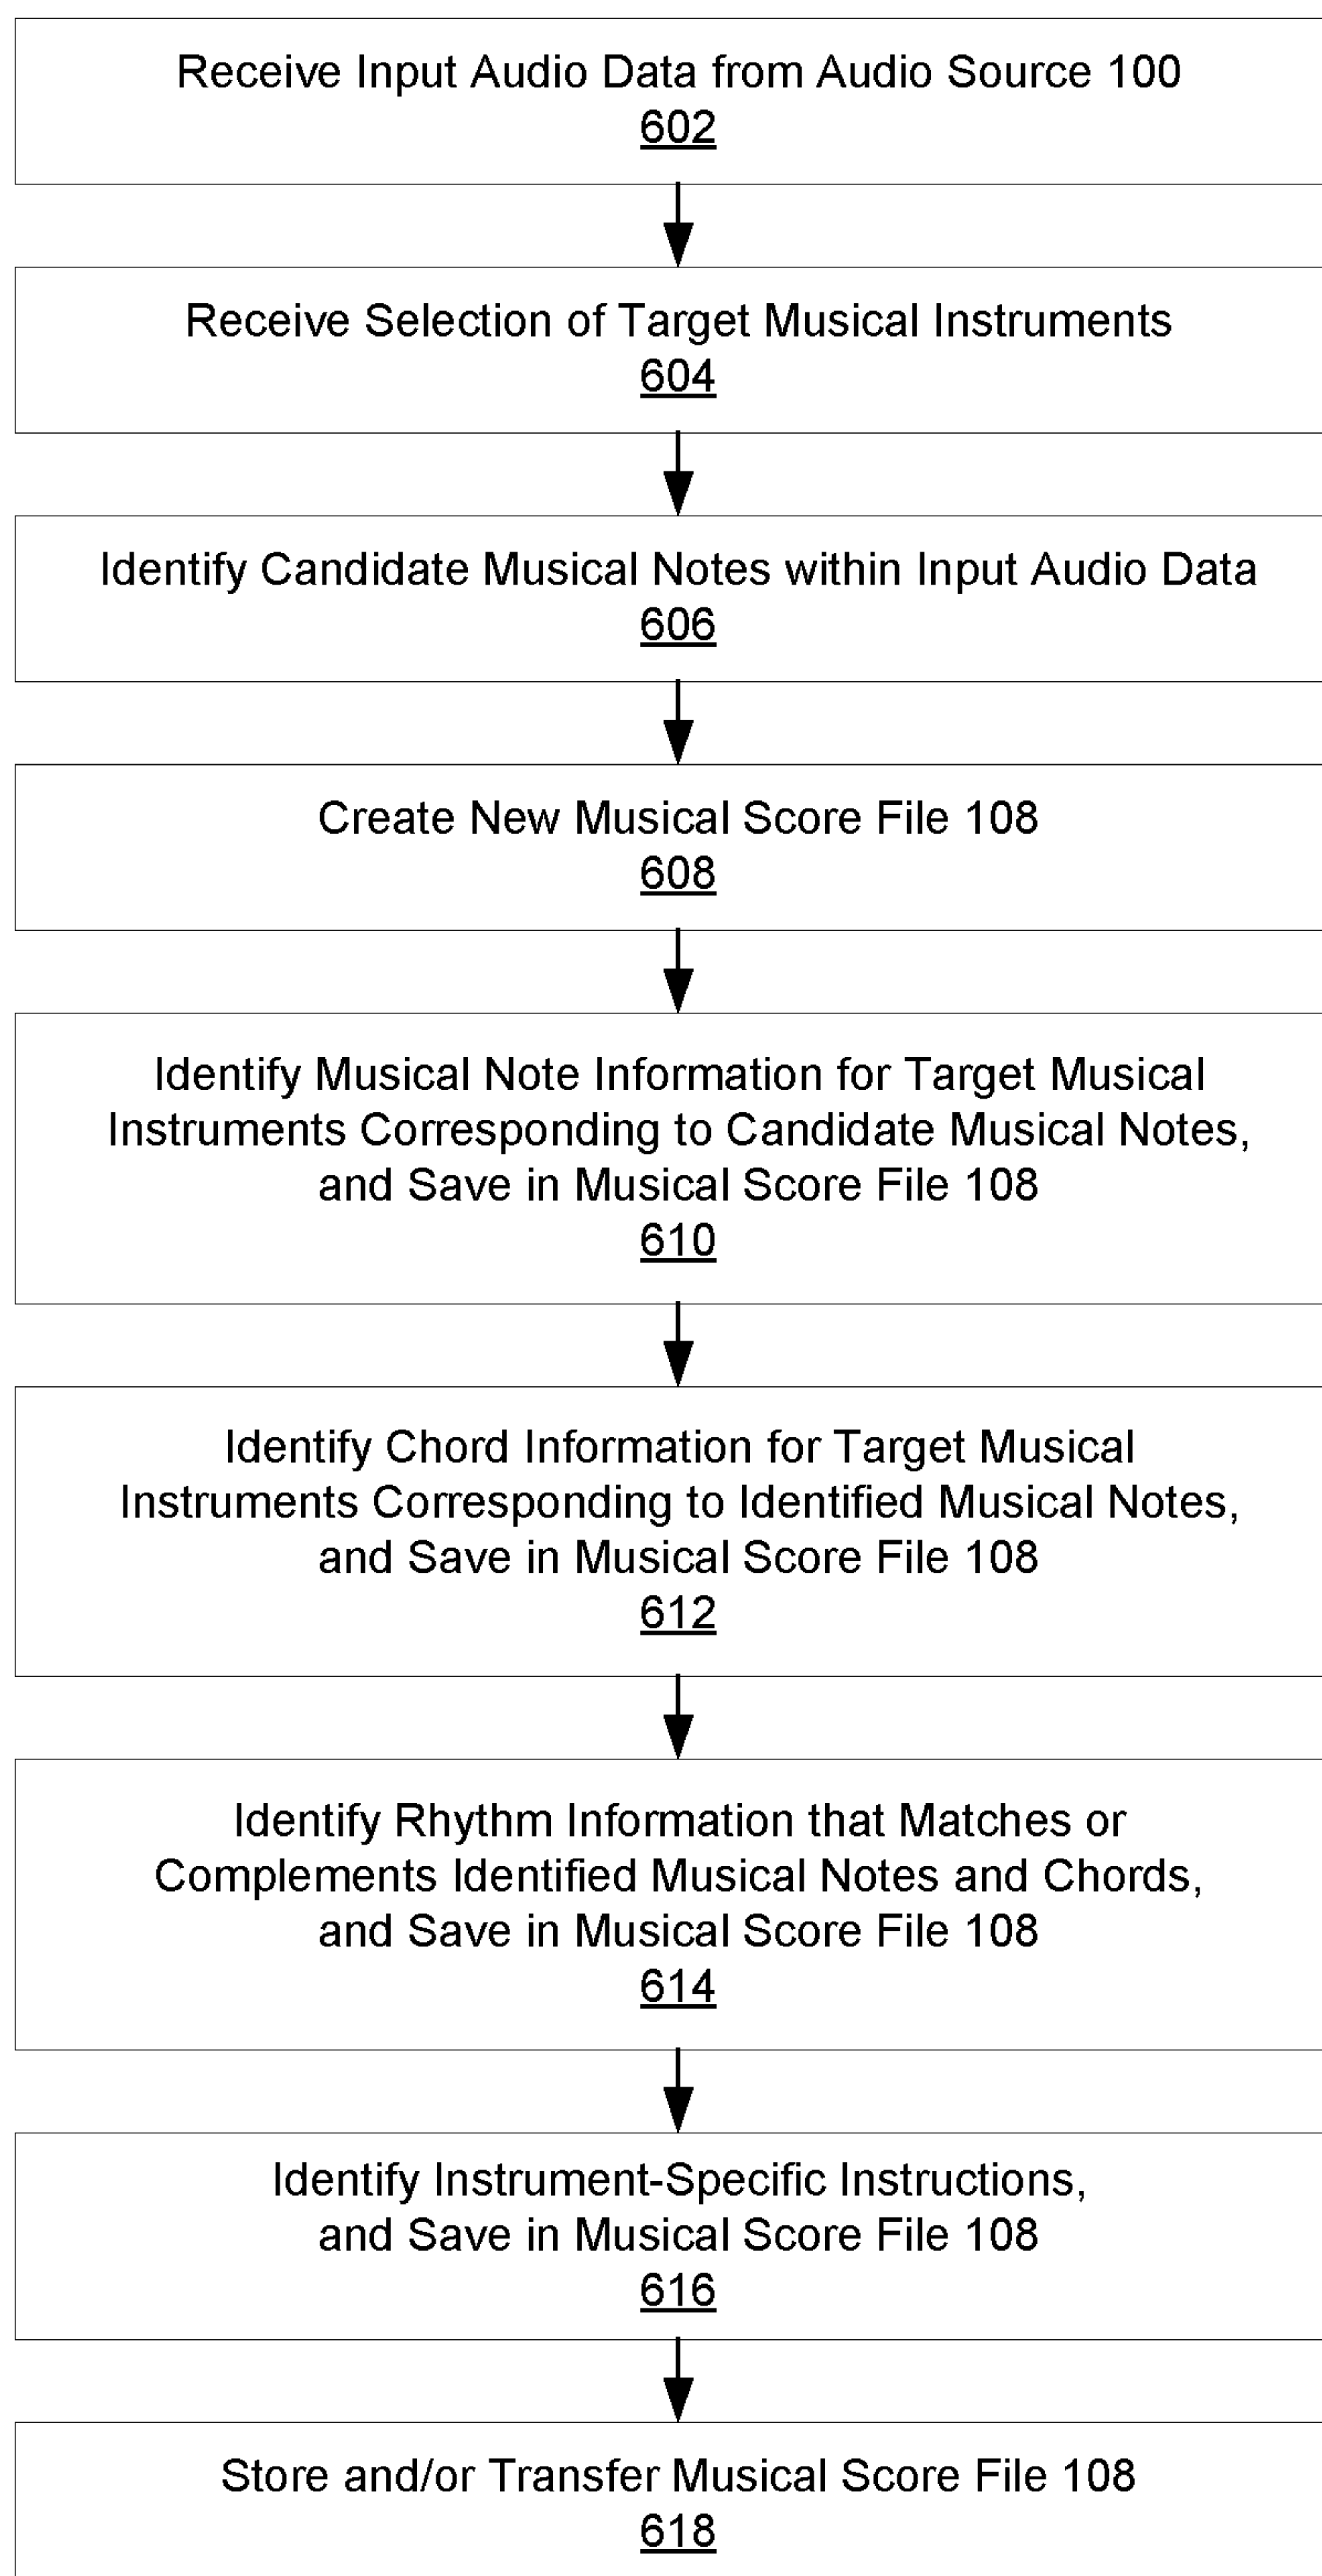 Receive Input Audio Data from Audio Source 100
602
Receive Selection of Target Musical Instruments
604
Identify Candidate Musical Notes within Input Audio Data
606
Create New Musical Score File 108
608
Identify Musical Note Information for Target Musical
Instruments Corresponding to Candidate Musical Notes,
and Save in Musical Score File 108
610
Identify Chord Information for Target Musical
Instruments Corresponding to Identified Musical Notes,
and Save in Musical Score File 108
612
Identify Rhythm Information that Matches or
Complements Identified Musical Notes and Chords,
and Save in Musical Score File 108
614
Identify Instrument-Specific Instructions,
and Save in Musical Score File 108
616
Store and/or Transfer Musical Score File 108
618